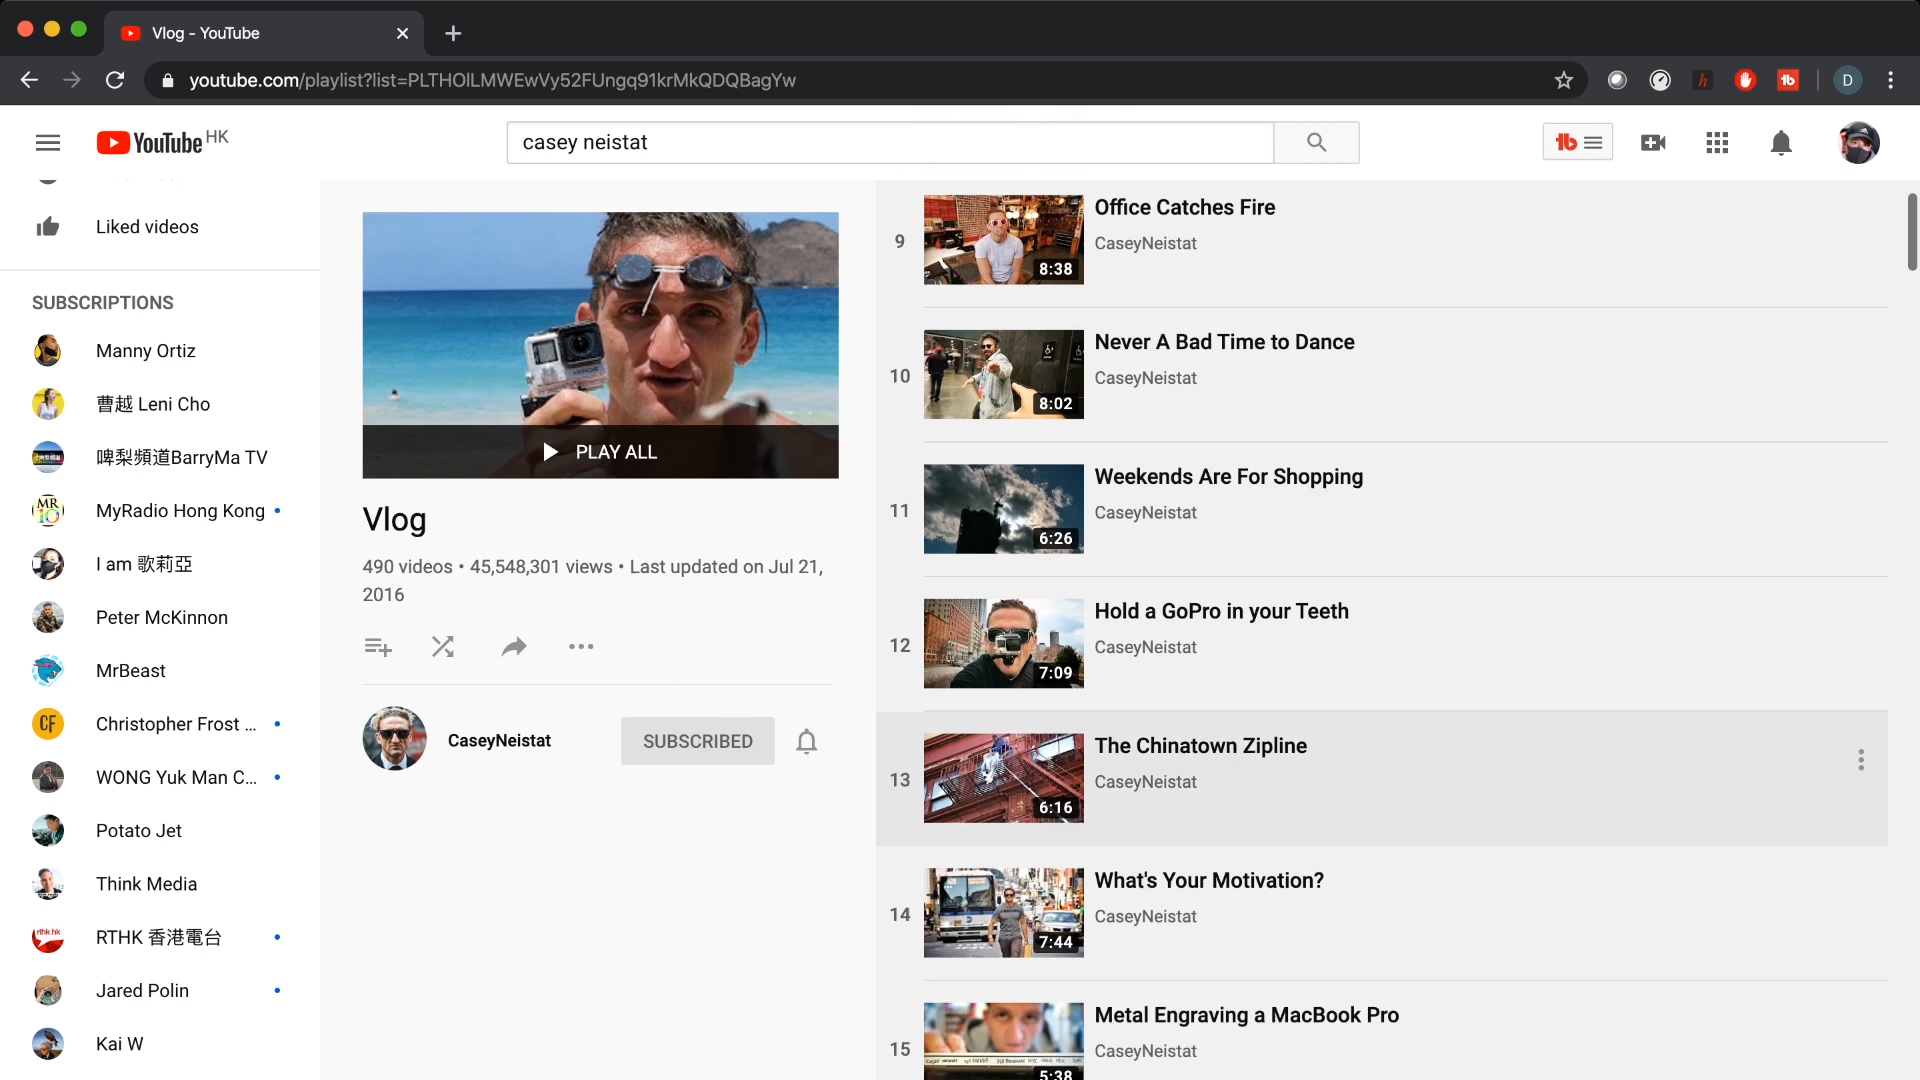 Vlog - YouTube
youtube.com/playlist?list=PLTHOlLMWEwVy52FUngq91krMkQDQBagYw
D
YouTube HK
casey neistat
Liked videos
SUBSCRIPTIONS
Manny Ortiz
曹越 Leni Cho
啤梨頻道BarryMa TV
MyRadio Hong Kong
I am 歌莉亞
Peter McKinnon
MrBeast
CF
Christopher Frost ...
WONG Yuk Man C...
Potato Jet
Think Media
rthk hk
RTHK 香港電台
Jared Polin
Kai W
PLAY ALL
Vlog
490 videos • 45,548,301 views • Last updated on Jul 21,
2016
CaseyNeistat
SUBSCRIBED
9
8:38
Office Catches Fire
CaseyNeistat
10
8:02
Never A Bad Time to Dance
CaseyNeistat
11
6:26
Weekends Are For Shopping
CaseyNeistat
12
7:09
Hold a GoPro in your Teeth
CaseyNeistat
13
6:16
The Chinatown Zipline
CaseyNeistat
14
7:44
What's Your Motivation?
CaseyNeistat
15
5:38
Metal Engraving a MacBook Pro
CaseyNeistat